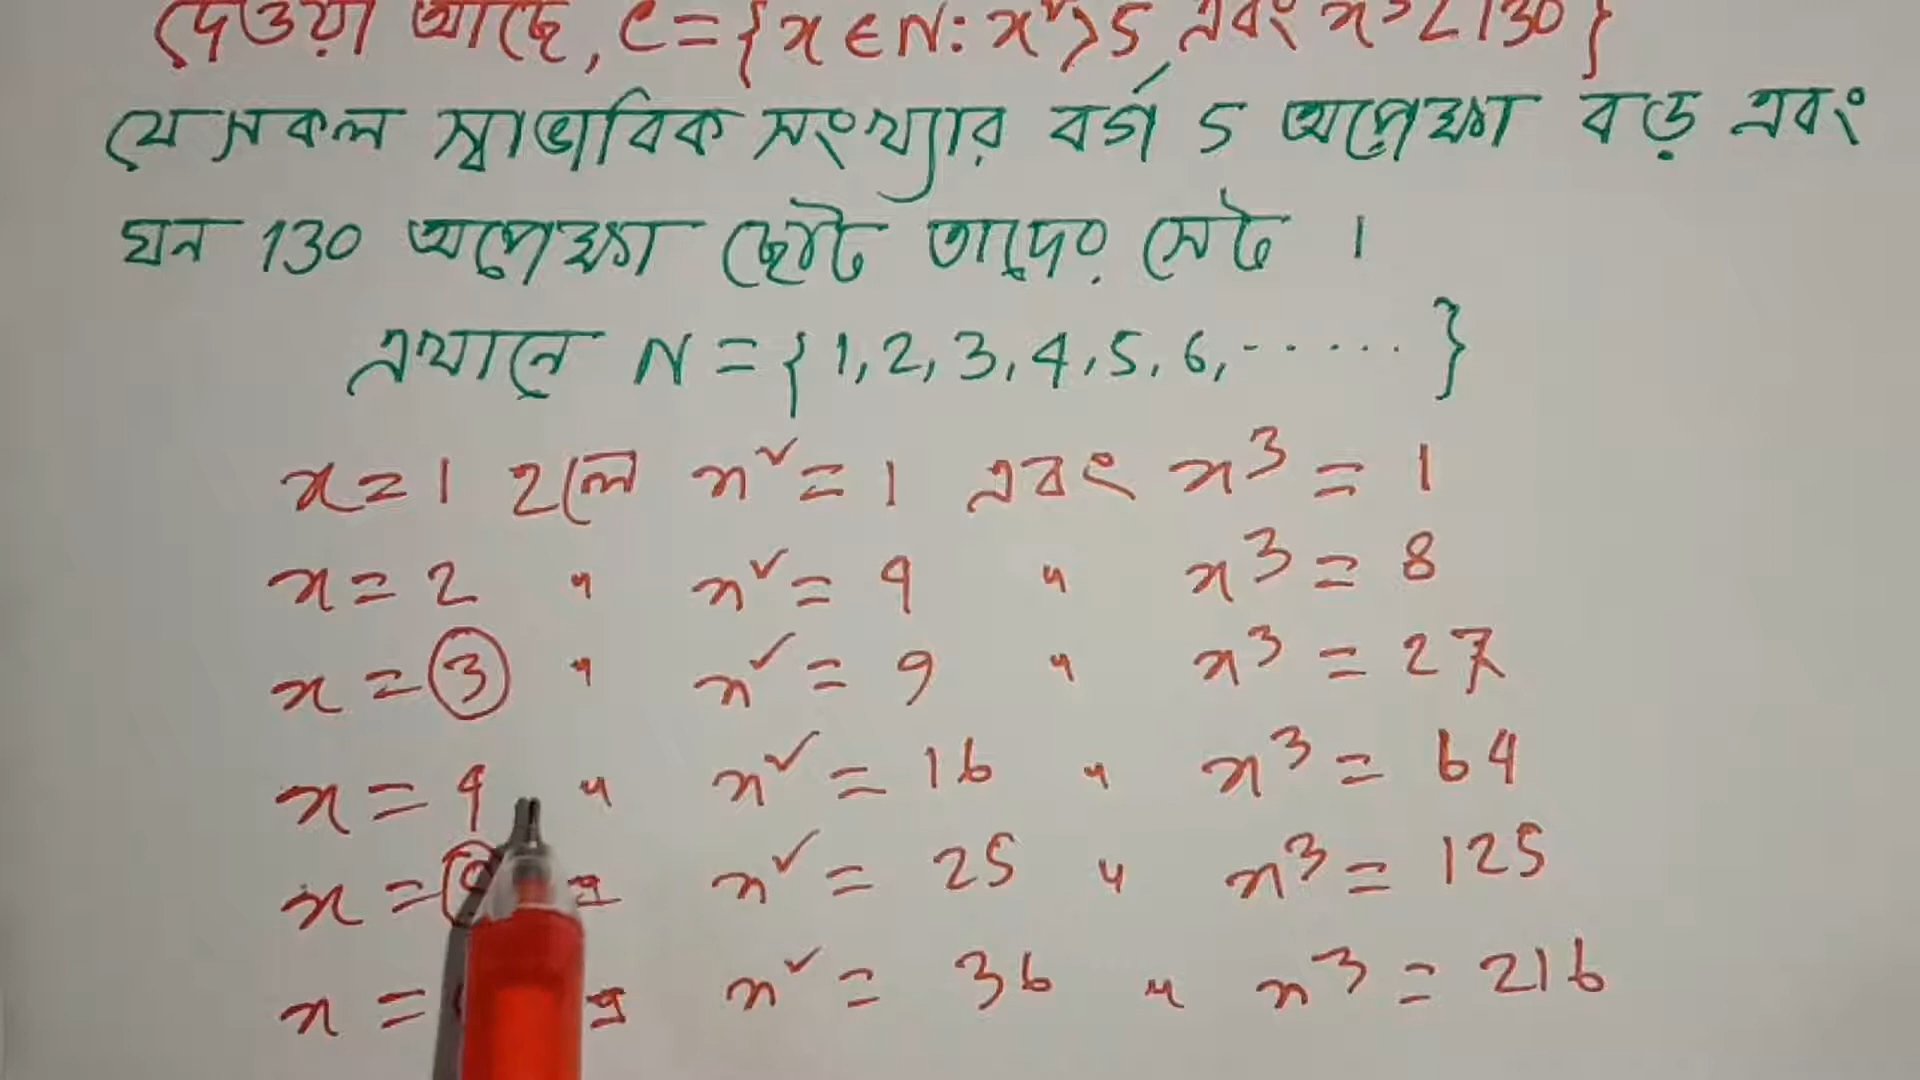 দেওয়া আছে, C = {x ∈ N : x² > 5 এবং x³ < 130}
যে সকল স্বাভাবিক সংখ্যার বর্গ 5 অপেক্ষা বড় এবং
ঘন 130 অপেক্ষা ছোট তাদের সেট ।
এখানে N = {1, 2, 3, 4, 5, 6, ......}
x = 1 হলে x² = 1 এবং x³ = 1
x = 2 " x² = 4 " x³ = 8
x = 3 " x² = 9 " x³ = 27
x = 4 " x² = 16 " x³ = 64
x = " x² = 25 " x³ = 125
x = " x² = 36 " x³ = 216